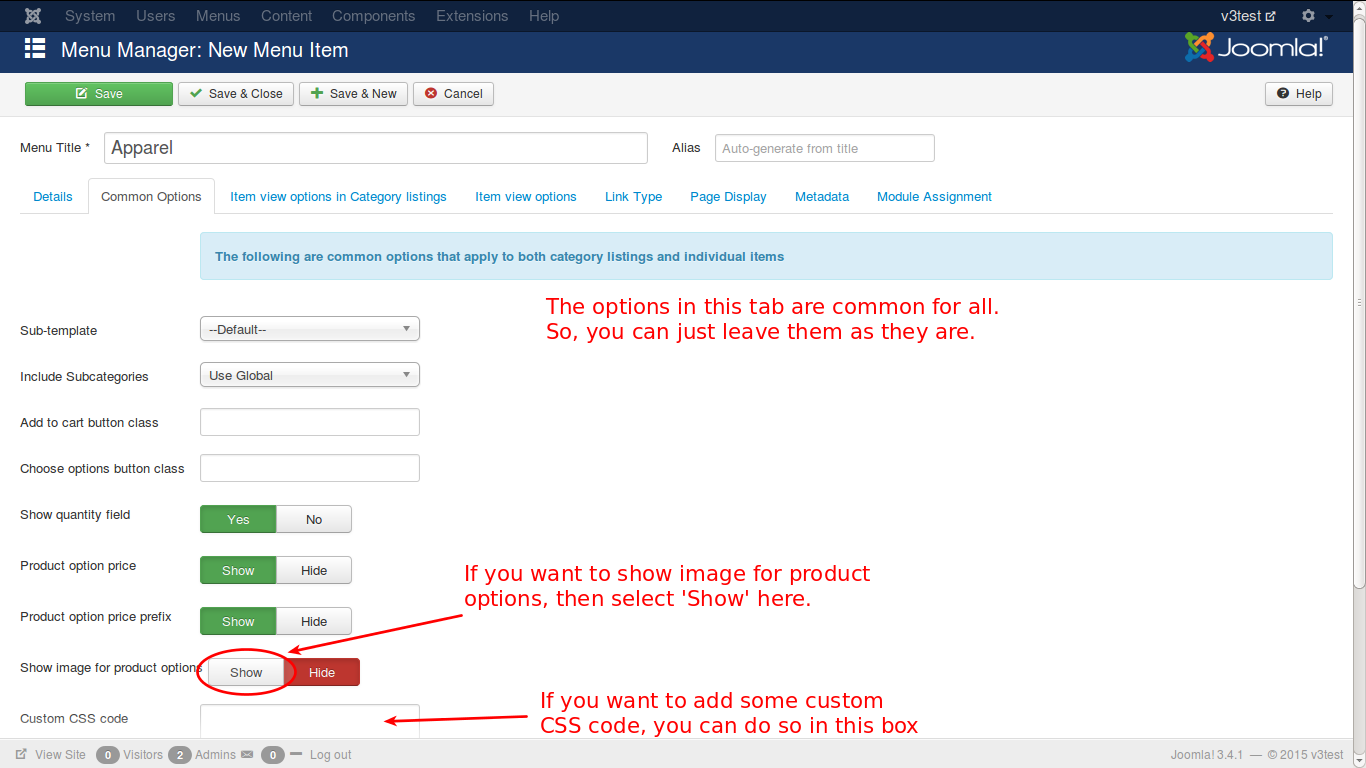 System Users Menus Content Components Extensions Help v3test
Menu Manager: New Menu Item Joomla!®
Save Save & Close Save & New Cancel Help
Menu Title * Apparel Alias Auto-generate from title
Details Common Options Item view options in Category listings Item view options Link Type Page Display Metadata Module Assignment
The following are common options that apply to both category listings and individual items
The options in this tab are common for all.
So, you can just leave them as they are.
Sub-template --Default--
Include Subcategories Use Global
Add to cart button class
Choose options button class
Show quantity field Yes No
Product option price Show Hide
If you want to show image for product
options, then select 'Show' here.
Product option price prefix Show Hide
Show image for product options Show Hide
If you want to add some custom
CSS code, you can do so in this box
Custom CSS code
View Site 0 Visitors 2 Admins 0 Log out Joomla! 3.4.1 — © 2015 v3test